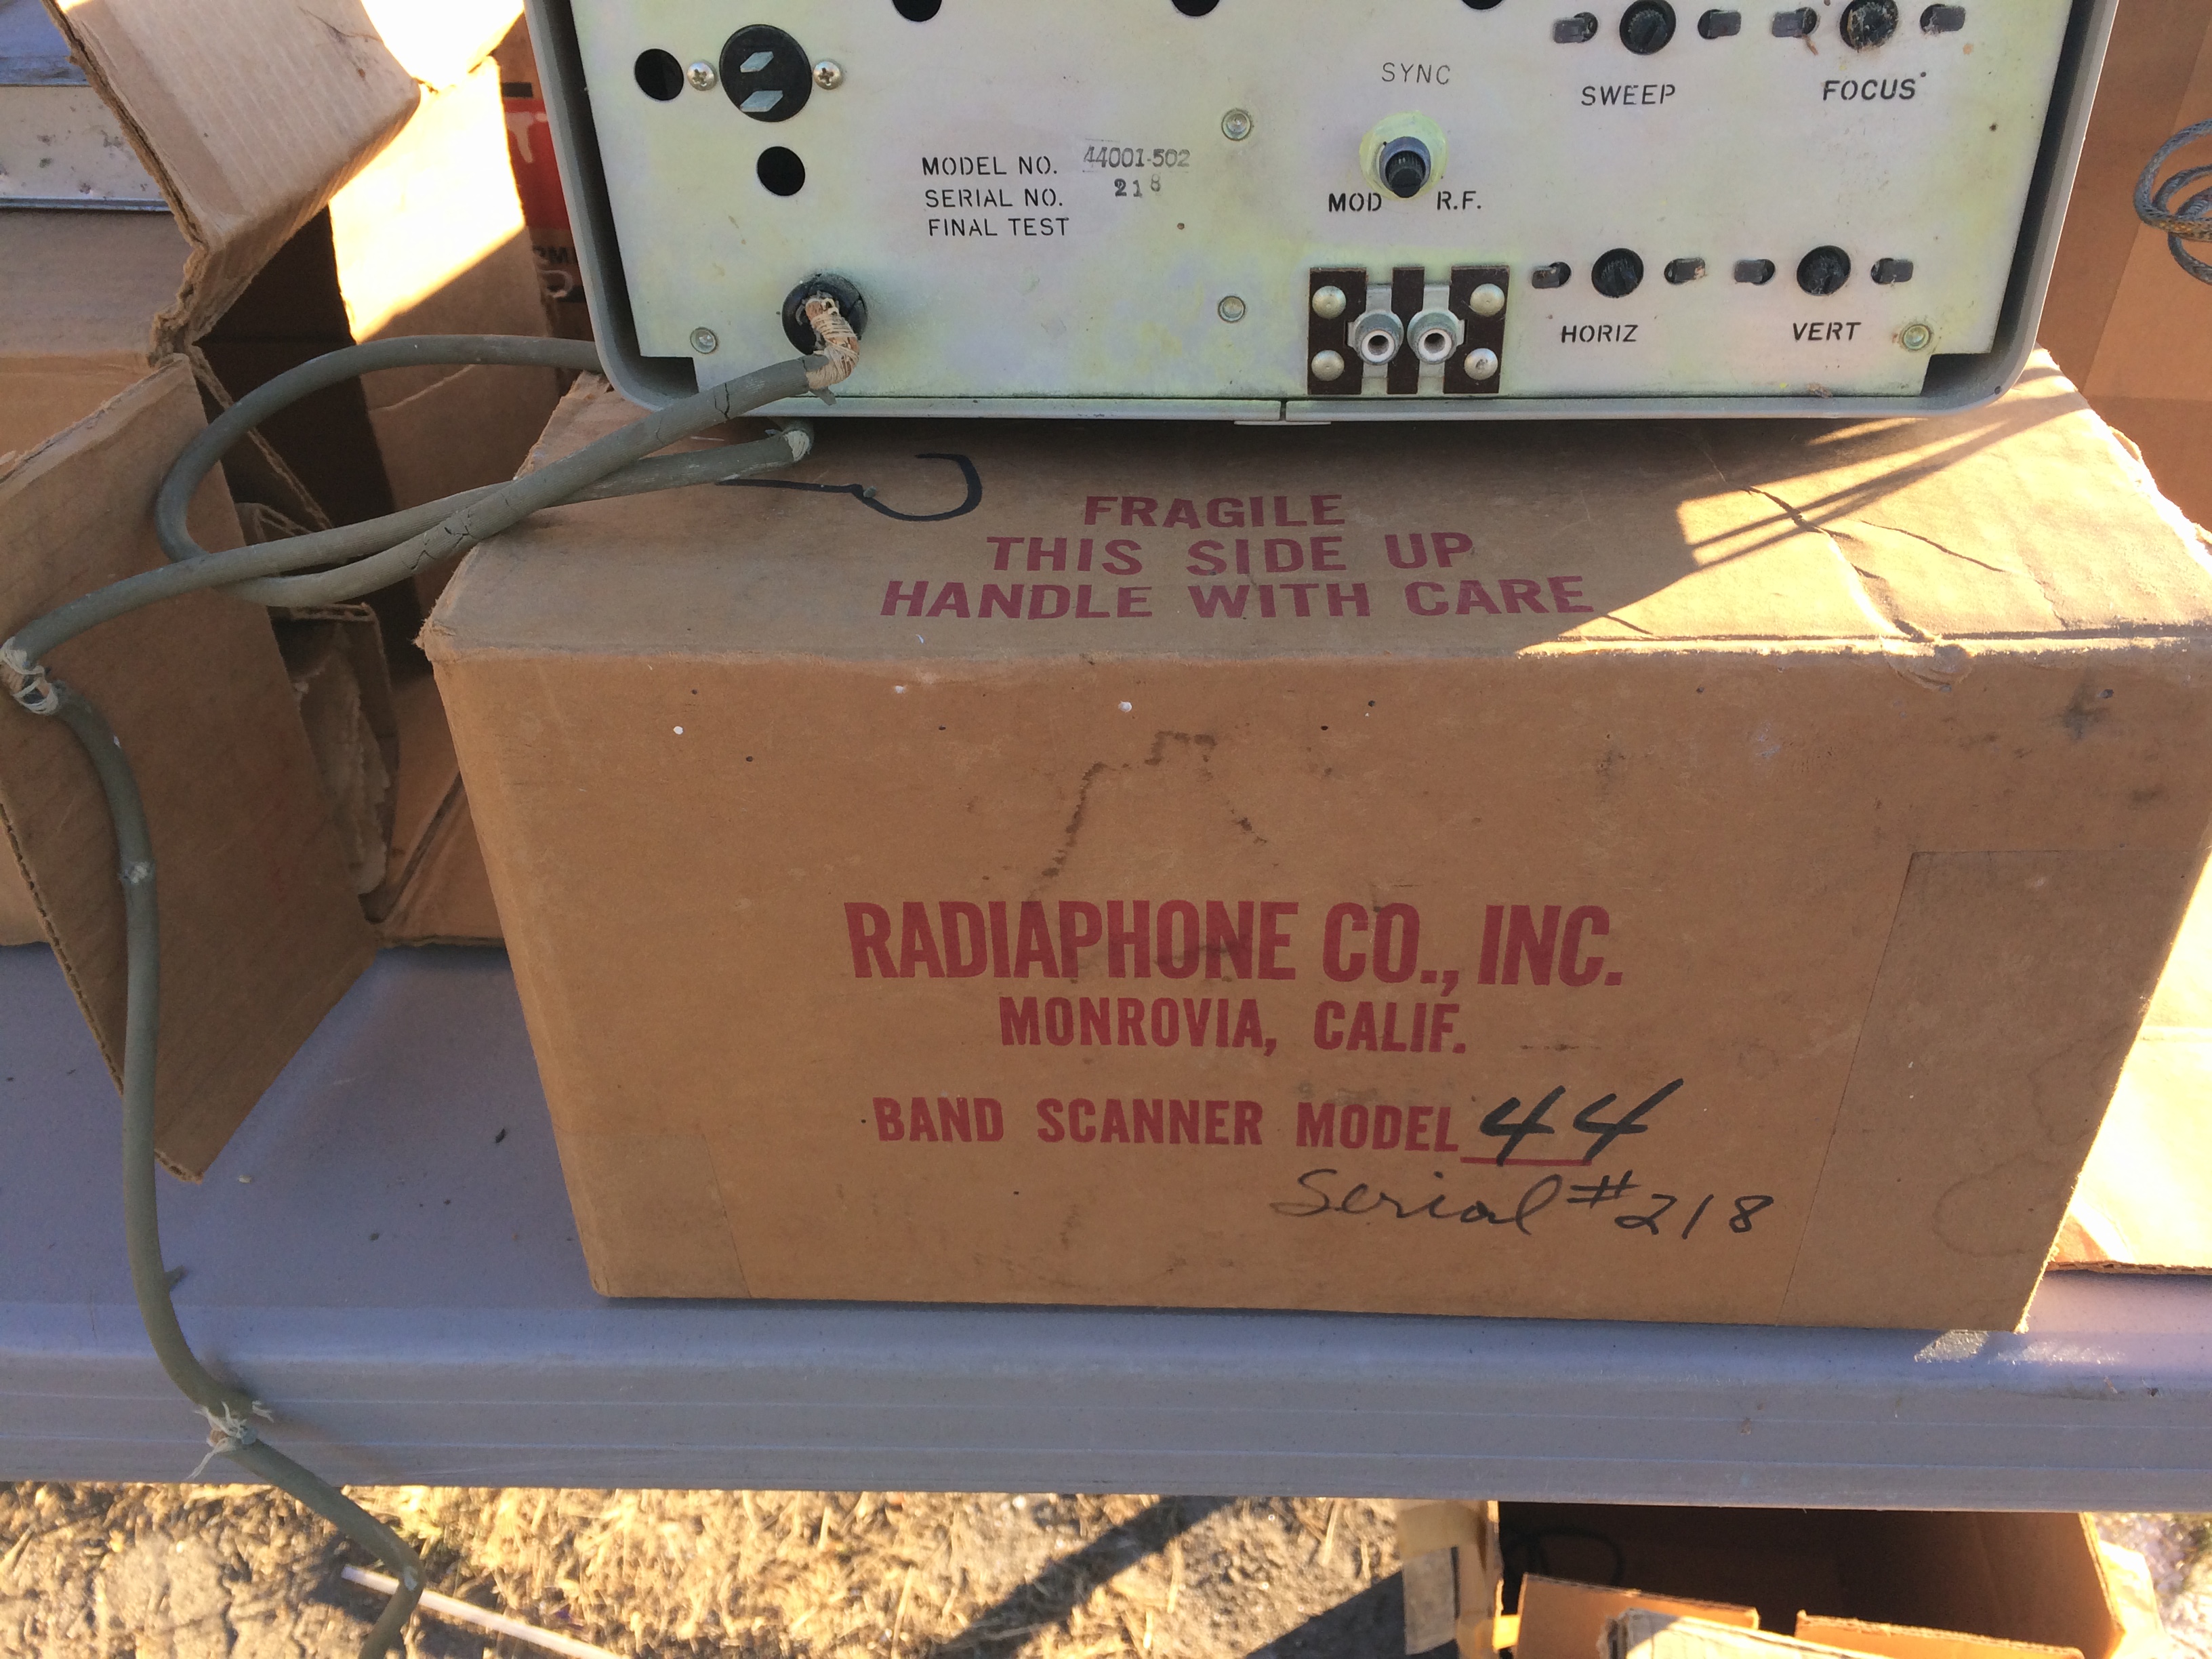 SYNC
SWEEP
FOCUS
MODEL NO. 44001-502
SERIAL NO. 218
FINAL TEST
MOD R.F.
HORIZ
VERT
FRAGILE
THIS SIDE UP
HANDLE WITH CARE
RADIAPHONE CO., INC.
MONROVIA, CALIF.
BAND SCANNER MODEL 44
Serial #218